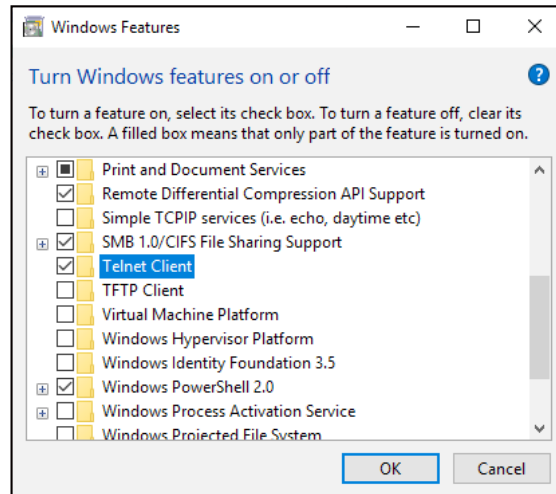 Windows Features
Turn Windows features on or off
To turn a feature on, select its check box. To turn a feature off, clear its
check box. A filled box means that only part of the feature is turned on.
Print and Document Services
Remote Differential Compression API Support
Simple TCPIP services (i.e. echo, daytime etc)
SMB 1.0/CIFS File Sharing Support
Telnet Client
TFTP Client
Virtual Machine Platform
Windows Hypervisor Platform
Windows Identity Foundation 3.5
Windows PowerShell 2.0
Windows Process Activation Service
Windows Projected File System
OK Cancel